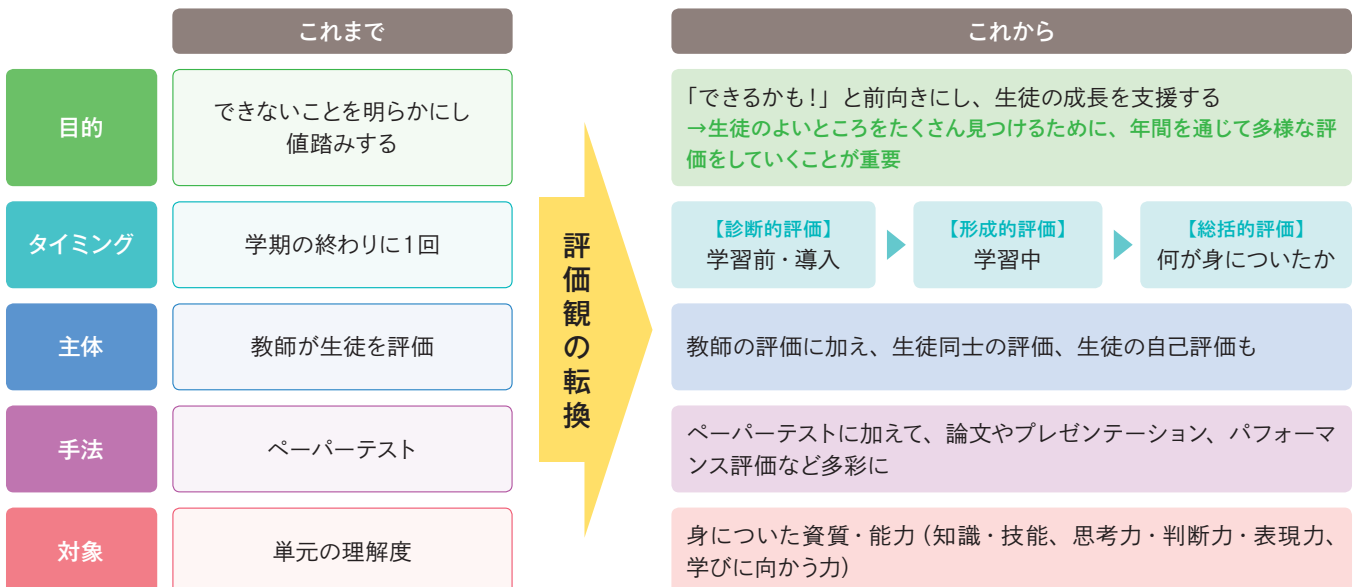 これまで
これから
目的
できないことを明らかにし
値踏みする
「できるかも！」と前向きにし、生徒の成長を支援する
→生徒のよいところをたくさん見つけるために、年間を通じて多様な評
価をしていくことが重要
タイミング
学期の終わりに1回
【診断的評価】
学習前・導入
【形成的評価】
学習中
【総括的評価】
何が身についたか
評価観の転換
主体
教師が生徒を評価
教師の評価に加え、生徒同士の評価、生徒の自己評価も
手法
ペーパーテスト
ペーパーテストに加えて、論文やプレゼンテーション、パフォーマ
ンス評価など多彩に
対象
単元の理解度
身についた資質・能力（知識・技能、思考力・判断力・表現力、
学びに向かう力）